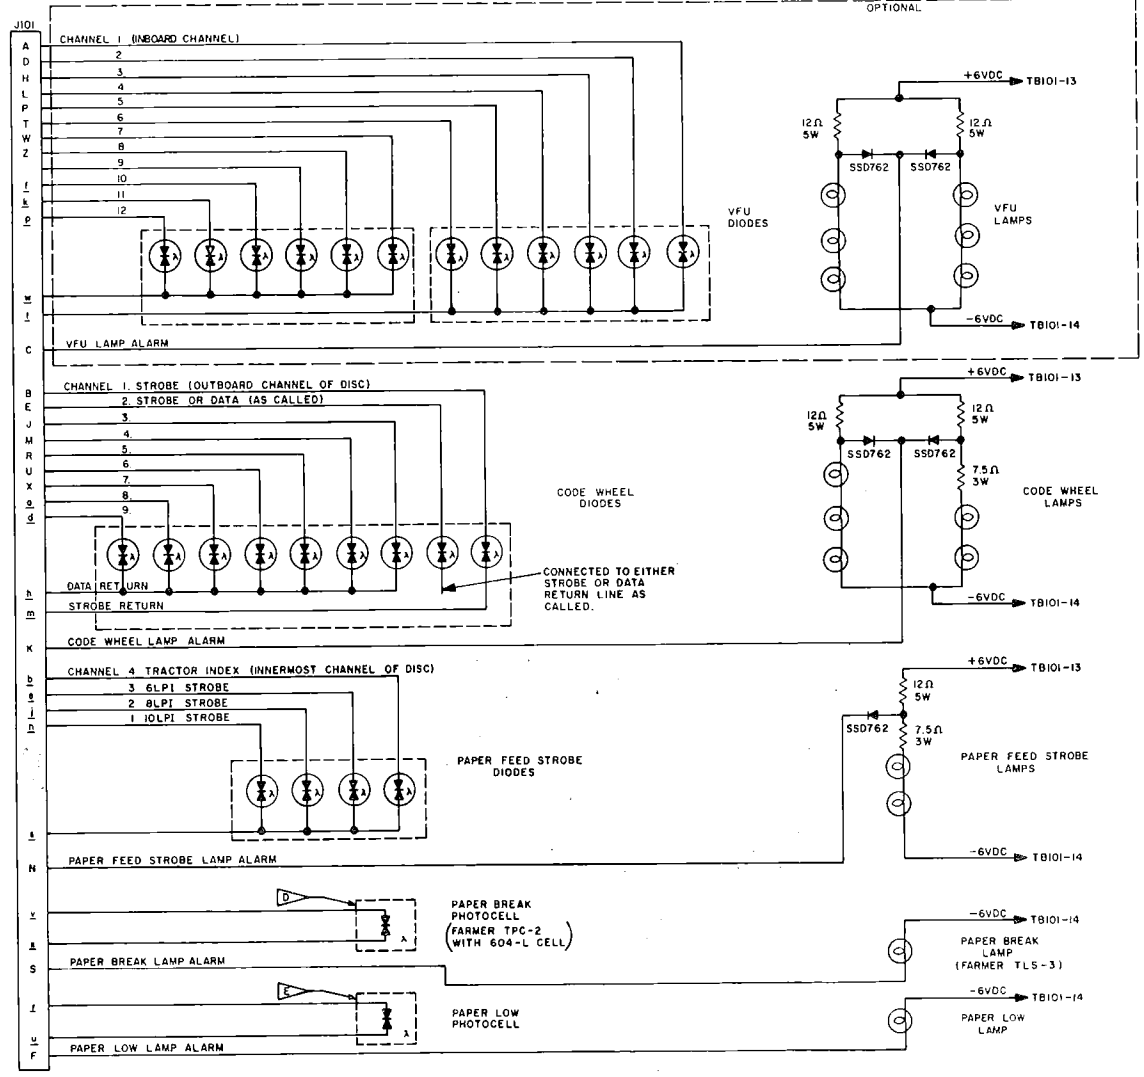 OPTIONAL
J101
A CHANNEL 1 (INBOARD CHANNEL)
D 2
H 3.
L 4
P 5
T 6
W 7
Z 8
9
f 10
k 11
p 12
VFU
DIODES
λ λ λ λ λ λ λ λ λ λ λ λ
w
t
C VFU LAMP ALARM
+6VDC TB101-13
12Ω
5W
12Ω
5W
SSD762 SSD762
VFU
LAMPS
-6VDC TB101-14
B CHANNEL 1. STROBE (OUTBOARD CHANNEL OF DISC)
E 2. STROBE OR DATA (AS CALLED)
J 3.
M 4.
R 5.
U 6.
X 7.
a 8.
d 9.
CODE WHEEL
DIODES
λ λ λ λ λ λ λ λ λ
CONNECTED TO EITHER
STROBE OR DATA
RETURN LINE AS
CALLED.
h DATA RETURN
m STROBE RETURN
K CODE WHEEL LAMP ALARM
+6VDC TB101-13
12Ω
5W
12Ω
5W
SSD762 SSD762
7.5Ω
3W
CODE WHEEL
LAMPS
-6VDC TB101-14
b CHANNEL 4 TRACTOR INDEX (INNERMOST CHANNEL OF DISC)
e 3 6LPI STROBE
j 2 8LPI STROBE
n 1 10LPI STROBE
PAPER FEED STROBE
DIODES
λ λ λ λ
s
N PAPER FEED STROBE LAMP ALARM
+6VDC TB101-13
12Ω
5W
SSD762
7.5Ω
3W
PAPER FEED STROBE
LAMPS
-6VDC TB101-14
D
v
λ
PAPER BREAK
PHOTOCELL
(FARMER TPC-2
WITH 604-L CELL)
S PAPER BREAK LAMP ALARM
-6VDC TB101-14
PAPER BREAK
LAMP
(FARMER TLS-3)
E
r
λ
PAPER LOW
PHOTOCELL
u
F PAPER LOW LAMP ALARM
-6VDC TB101-14
PAPER LOW
LAMP